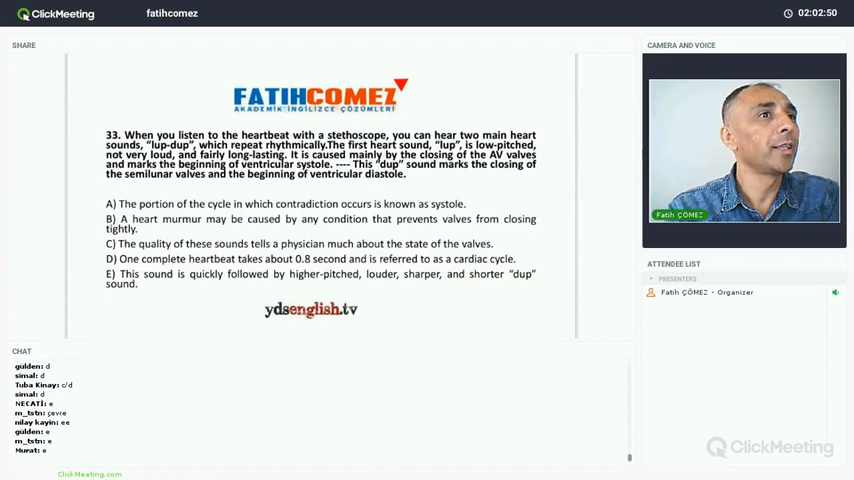 ClickMeeting
fatihcomez
02:02:50
SHARE
CAMERA AND VOICE
FATIHCOMEZ
AKADEMİK İNGİLİZCE ÇÖZÜMLERİ
33. When you listen to the heartbeat with a stethoscope, you can hear two main heart
sounds, “lup-dup”, which repeat rhythmically.The first heart sound, “lup”, is low-pitched,
not very loud, and fairly long-lasting. It is caused mainly by the closing of the AV valves
and marks the beginning of ventricular systole. ---- This “dup” sound marks the closing of
the semilunar valves and the beginning of ventricular diastole.
A) The portion of the cycle in which contradiction occurs is known as systole.
B) A heart murmur may be caused by any condition that prevents valves from closing
tightly.
C) The quality of these sounds tells a physician much about the state of the valves.
D) One complete heartbeat takes about 0.8 second and is referred to as a cardiac cycle.
E) This sound is quickly followed by higher-pitched, louder, sharper, and shorter “dup”
sound.
ydsenglish.tv
Fatih ÇÖMEZ
ATTENDEE LIST
PRESENTERS
Fatih ÇÖMEZ - Organizer
CHAT
gülden: d
simal: d
Tuba Kinay: c/d
simal: d
NECATİ: e
m_tstn: çevre
nilay kayin: ee
gülden: e
m_tstn: e
Murat: e
ClickMeeting
ClickMeeting.com